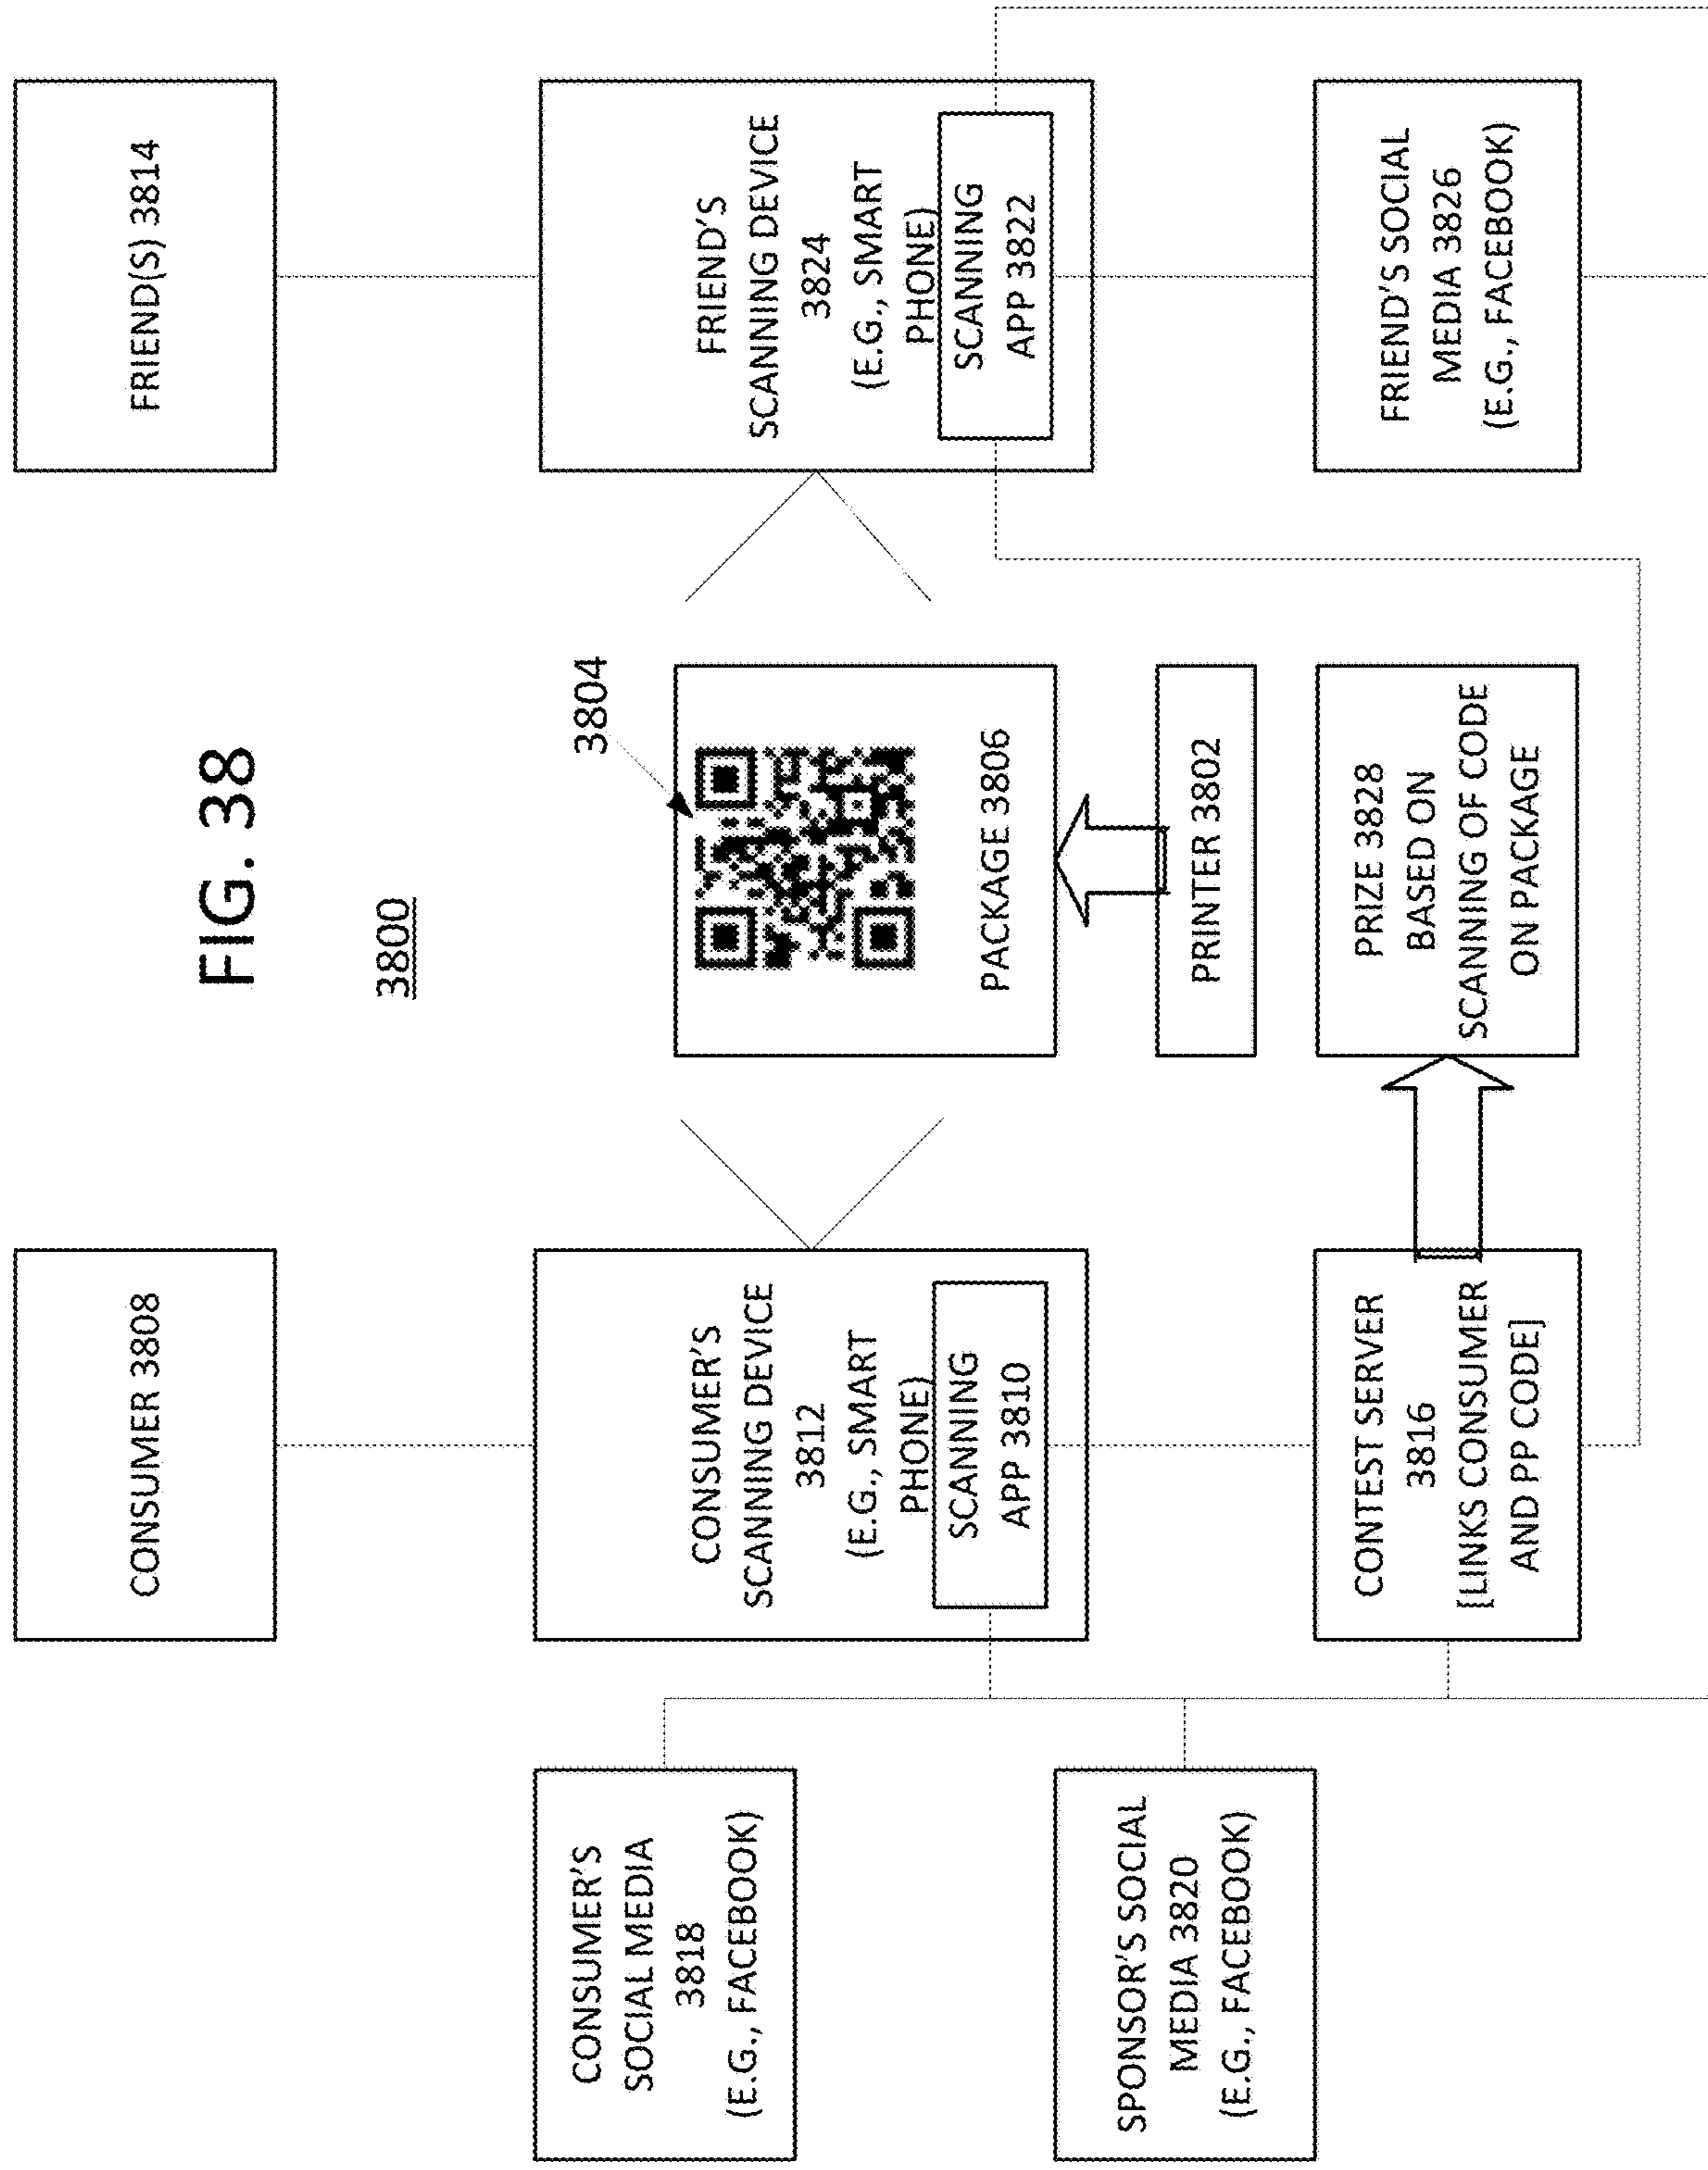 FIG. 38
3800
CONSUMER 3808
FRIEND(S) 3814
CONSUMER'S
SOCIAL MEDIA
3818
(E.G., FACEBOOK)
CONSUMER'S
SCANNING DEVICE
3812
(E.G., SMART
PHONE)
SCANNING
APP 3810
3804
PACKAGE 3806
FRIEND'S
SCANNING DEVICE
3824
(E.G., SMART
PHONE)
SCANNING
APP 3822
PRINTER 3802
SPONSOR'S SOCIAL
MEDIA 3820
(E.G., FACEBOOK)
CONTEST SERVER
3816
[LINKS CONSUMER
AND PP CODE]
PRIZE 3828
BASED ON
SCANNING OF CODE
ON PACKAGE
FRIEND'S SOCIAL
MEDIA 3826
(E.G., FACEBOOK)